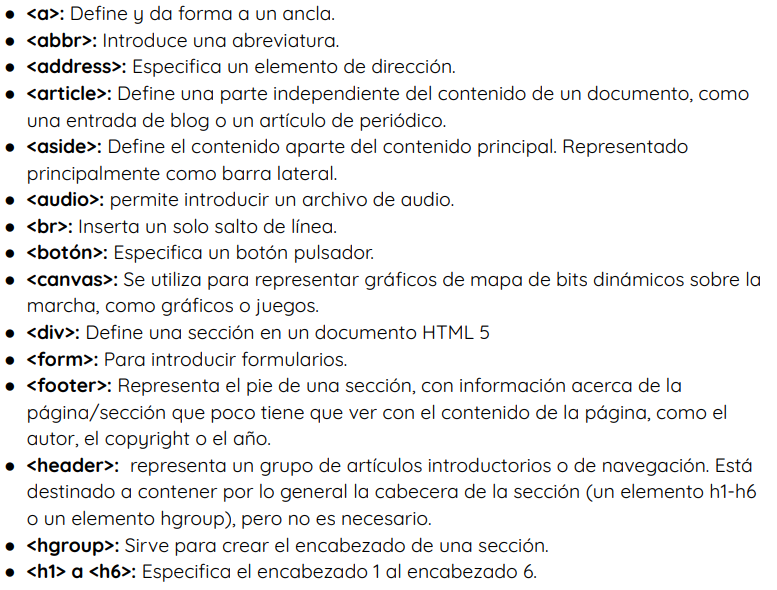 ● <a>: Define y da forma a un ancla.
● <abbr>: Introduce una abreviatura.
● <address>: Especifica un elemento de dirección.
● <article>: Define una parte independiente del contenido de un documento, como
una entrada de blog o un artículo de periódico.
● <aside>: Define el contenido aparte del contenido principal. Representado
principalmente como barra lateral.
● <audio>: permite introducir un archivo de audio.
● <br>: Inserta un solo salto de línea.
● <botón>: Especifica un botón pulsador.
● <canvas>: Se utiliza para representar gráficos de mapa de bits dinámicos sobre la
marcha, como gráficos o juegos.
● <div>: Define una sección en un documento HTML 5
● <form>: Para introducir formularios.
● <footer>: Representa el pie de una sección, con información acerca de la
página/sección que poco tiene que ver con el contenido de la página, como el
autor, el copyright o el año.
● <header>:  representa un grupo de artículos introductorios o de navegación. Está
destinado a contener por lo general la cabecera de la sección (un elemento h1-h6
o un elemento hgroup), pero no es necesario.
● <hgroup>: Sirve para crear el encabezado de una sección.
● <h1> a <h6>: Especifica el encabezado 1 al encabezado 6.